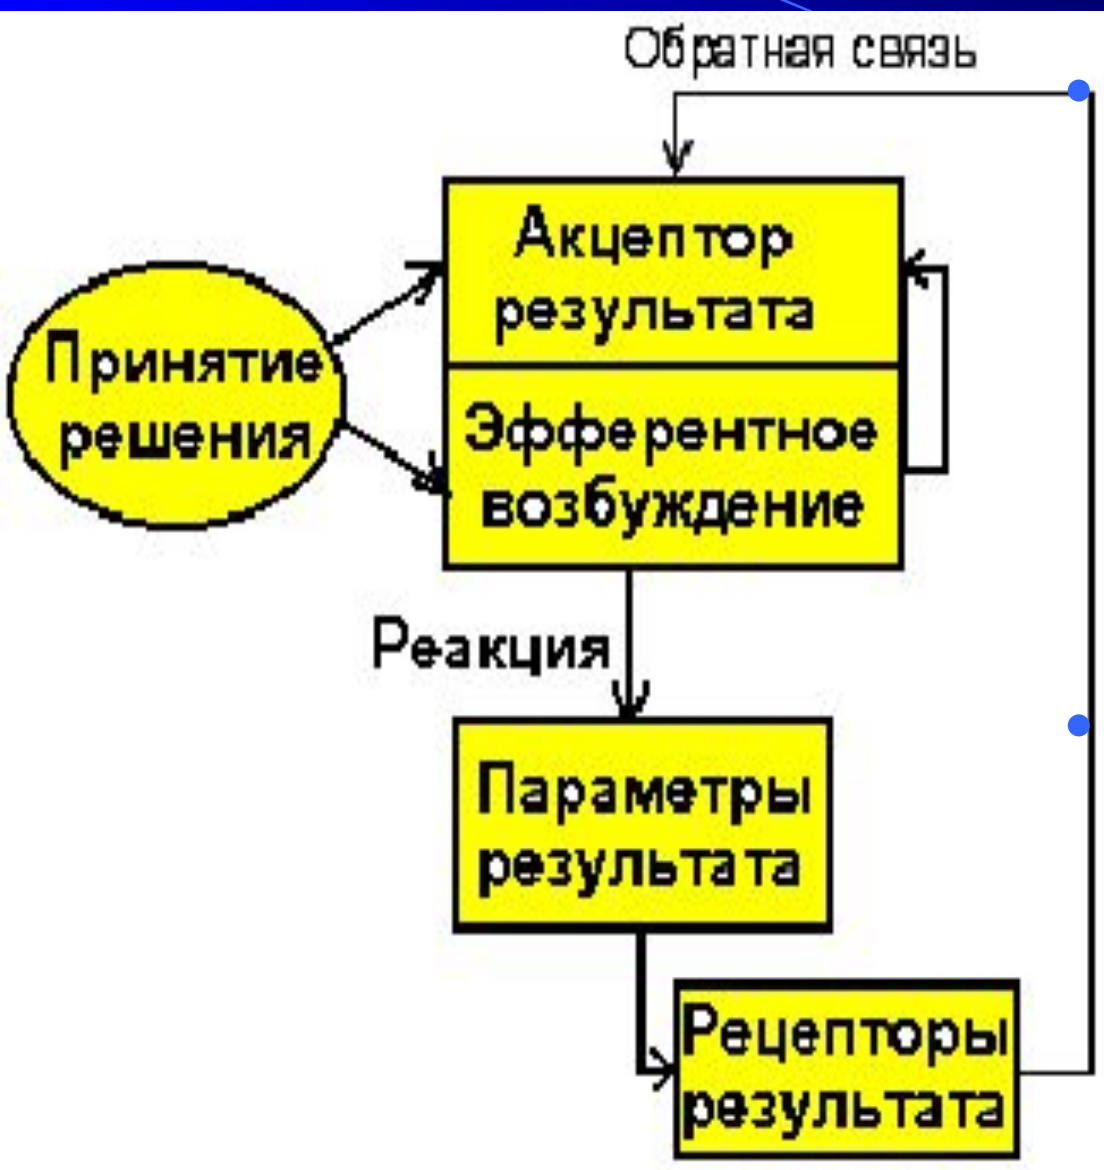 Обратная связь
Акцептор
результата
Принятие
решения
Эфферентное
возбуждение
Реакция
Параметры
результата
Рецепторы
результата